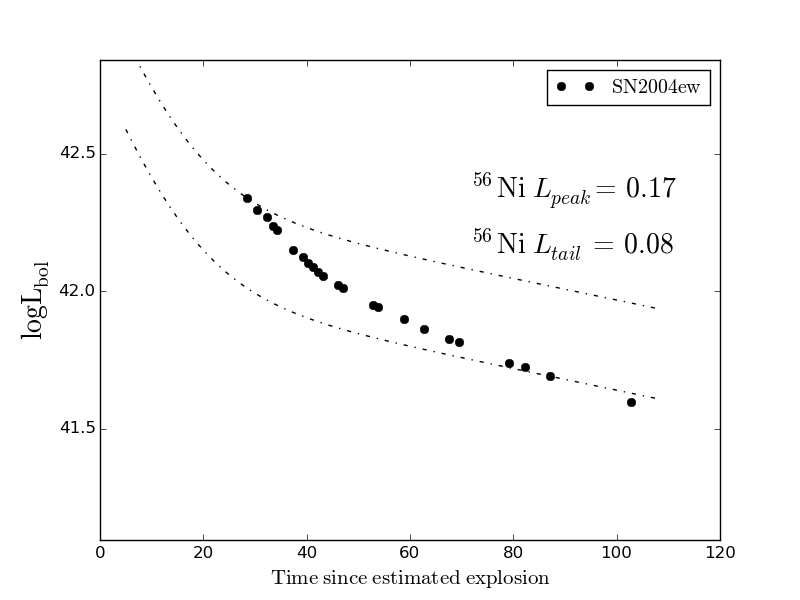 SN2004ew
⁵⁶Ni L_peak = 0.17
⁵⁶Ni L_tail = 0.08
logL_bol
42.5
42.0
41.5
0 20 40 60 80 100 120
Time since estimated explosion